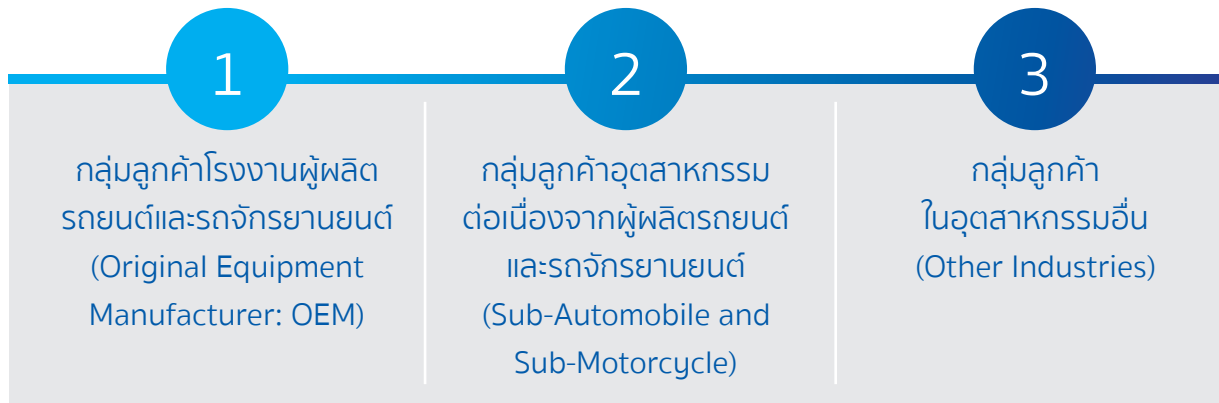 1
กลุ่มลูกค้าโรงงานผู้ผลิต
รถยนต์และรถจักรยานยนต์
(Original Equipment
Manufacturer: OEM)
2
กลุ่มลูกค้าอุตสาหกรรม
ต่อเนื่องจากผู้ผลิตรถยนต์
และรถจักรยานยนต์
(Sub-Automobile and
Sub-Motorcycle)
3
กลุ่มลูกค้า
ในอุตสาหกรรมอื่น
(Other Industries)